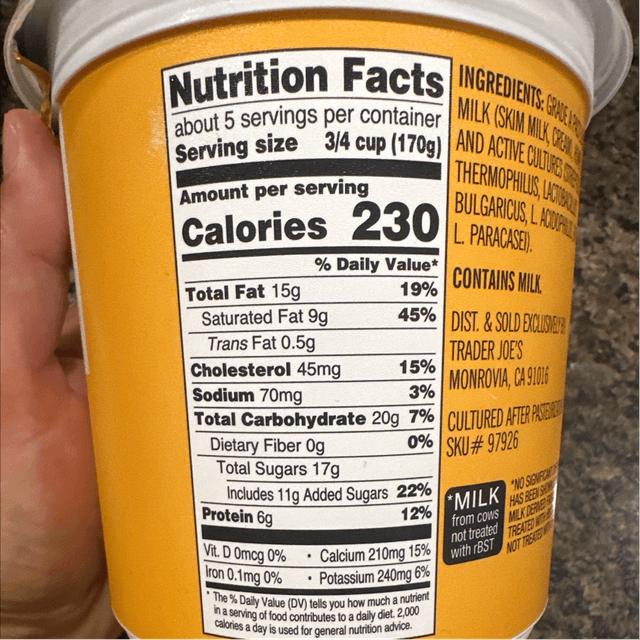 Nutrition Facts
about 5 servings per container
Serving size 3/4 cup (170g)
Amount per serving
Calories 230
% Daily Value*
Total Fat 15g 19%
Saturated Fat 9g 45%
Trans Fat 0.5g
Cholesterol 45mg 15%
Sodium 70mg 3%
Total Carbohydrate 20g 7%
Dietary Fiber 0g 0%
Total Sugars 17g
Includes 11g Added Sugars 22%
Protein 6g 12%
Vit. D 0mcg 0% • Calcium 210mg 15%
Iron 0.1mg 0% • Potassium 240mg 6%
* The % Daily Value (DV) tells you how much a nutrient
in a serving of food contributes to a daily diet. 2,000
calories a day is used for general nutrition advice.
INGREDIENTS: GRADE A
MILK (SKIM MILK, CREAM,
AND ACTIVE CULTURES
THERMOPHILUS,
BULGARICUS, L.
L. PARACASEI).
CONTAINS MILK.
DIST. & SOLD EXCLUSIVELY BY
TRADER JOE'S
MONROVIA, CA 91016
CULTURED AFTER
SKU# 97926
*MILK
from cows
not treated
with rBST
*NO
HAS BEEN
MILK
TREATED
NOT TREATED